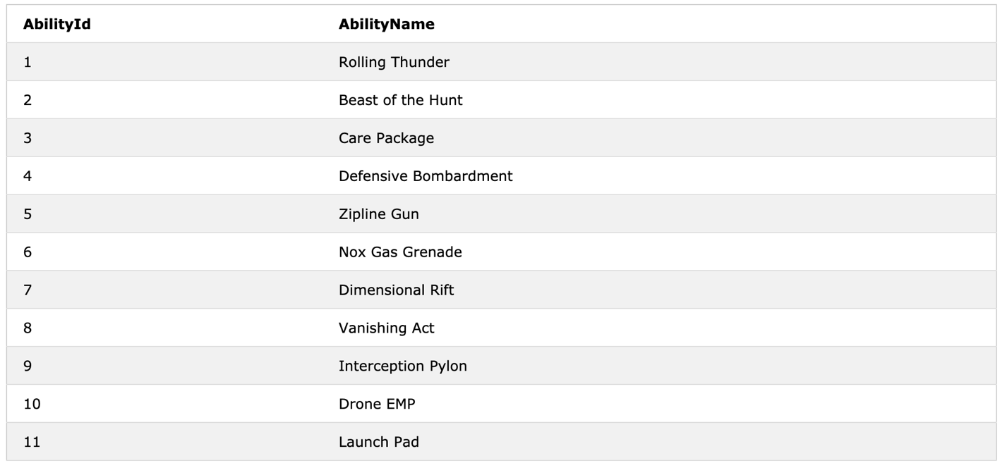 AbilityId AbilityName
1 Rolling Thunder
2 Beast of the Hunt
3 Care Package
4 Defensive Bombardment
5 Zipline Gun
6 Nox Gas Grenade
7 Dimensional Rift
8 Vanishing Act
9 Interception Pylon
10 Drone EMP
11 Launch Pad